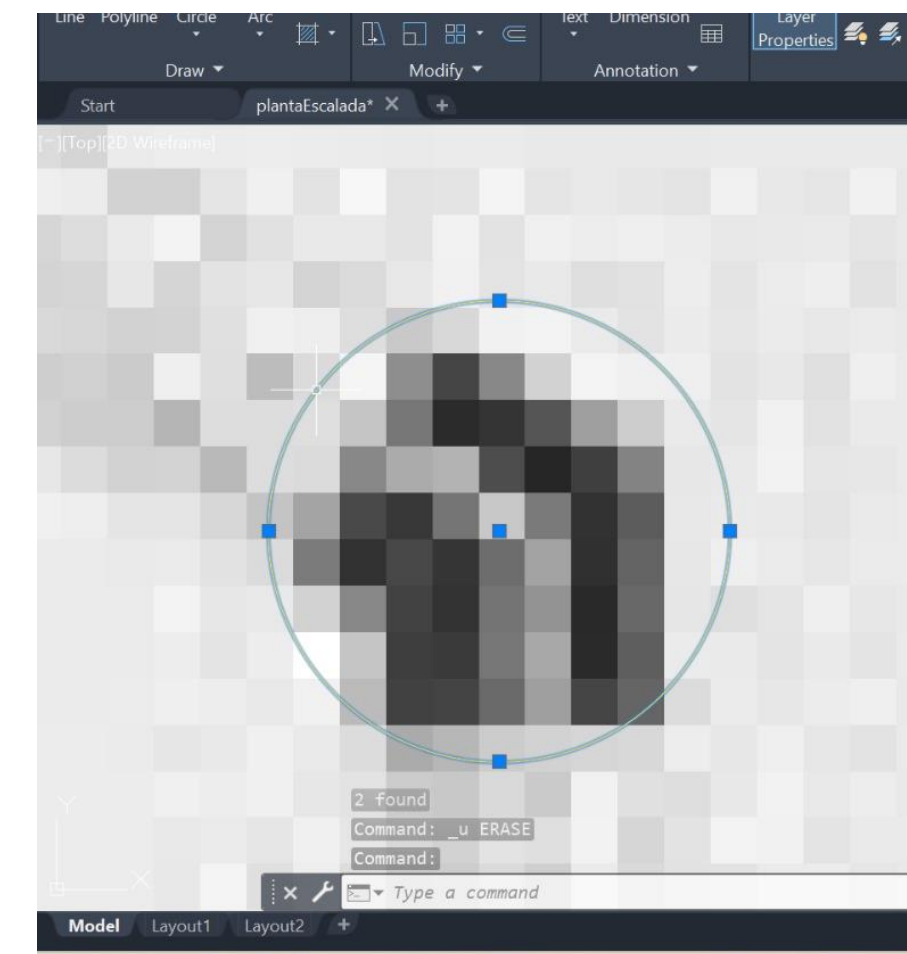 Line Polyline Circle Arc Text Dimension Layer
Properties
Draw Modify Annotation
Start plantaEscalada*
[−][Top][2D Wireframe]
2 found
Command: _u ERASE
Command:
Y
X
Type a command
Model Layout1 Layout2